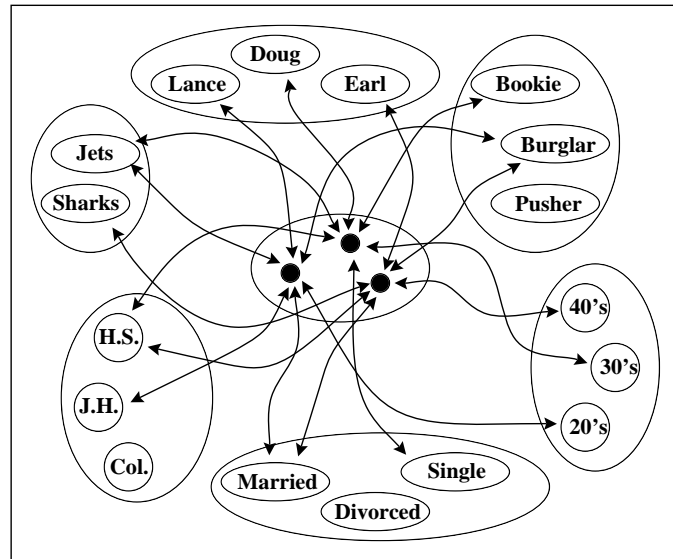 Doug
Lance
Earl
Bookie
Burglar
Pusher
Jets
Sharks
H.S.
J.H.
Col.
40's
30's
20's
Married
Single
Divorced